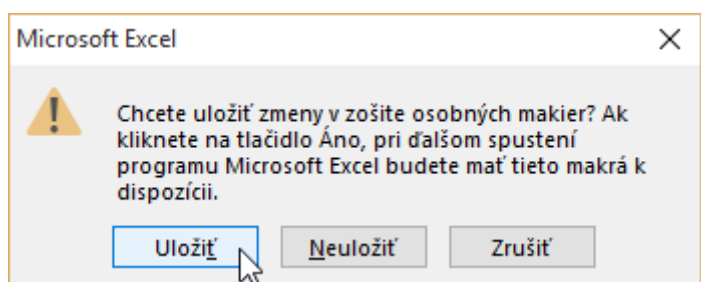 Microsoft Excel
Chcete uložiť zmeny v zošite osobných makier? Ak
kliknete na tlačidlo Áno, pri ďalšom spustení
programu Microsoft Excel budete mať tieto makrá k
dispozícii.
Uložiť Neuložiť Zrušiť